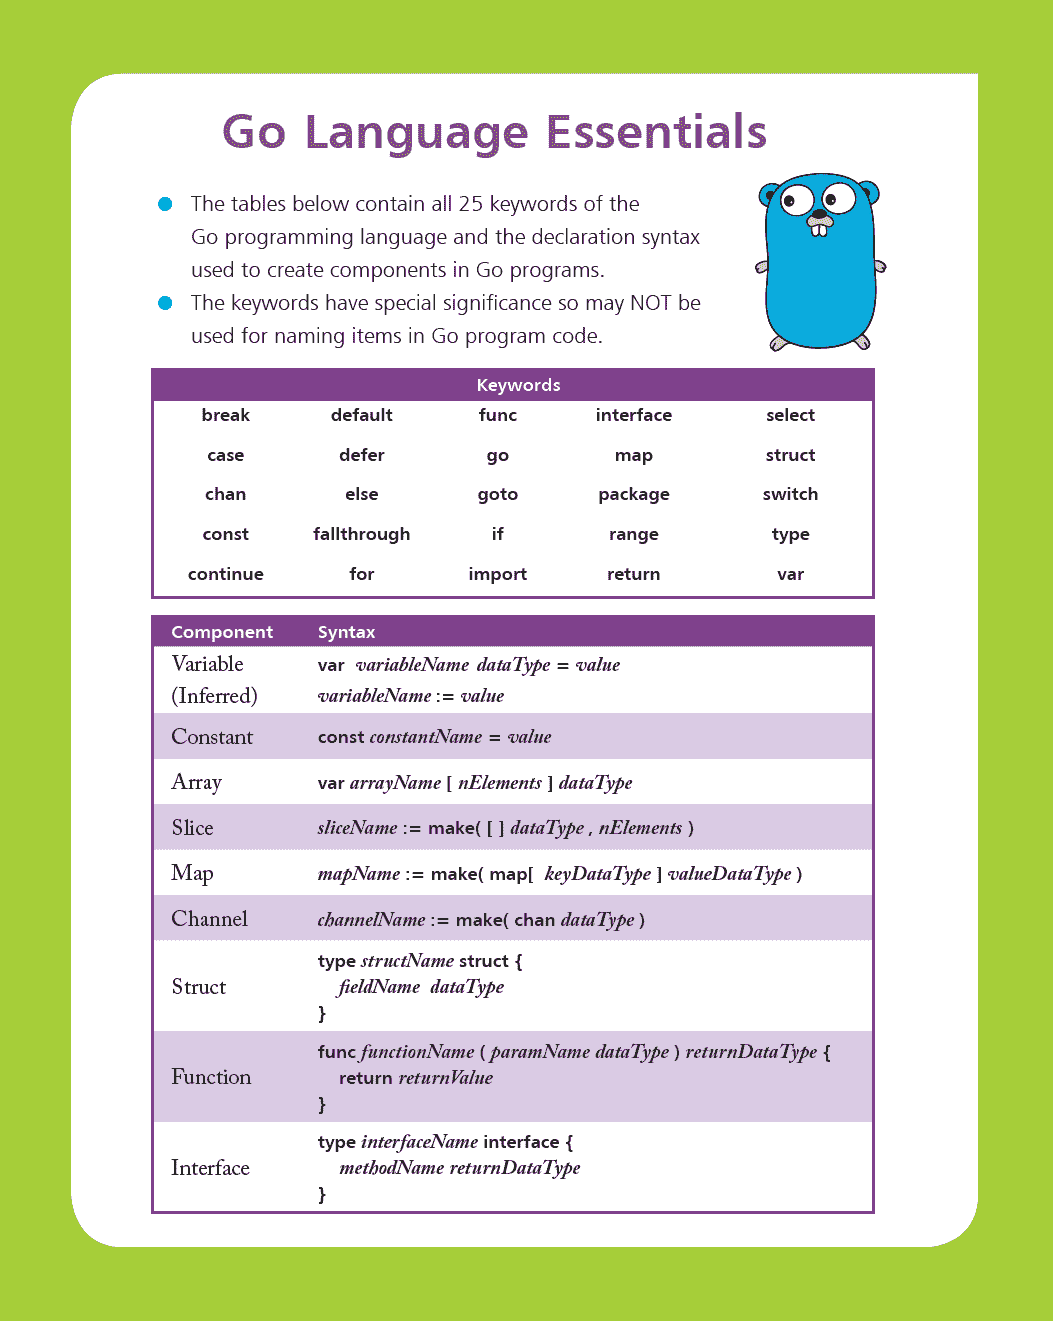 Go Language Essentials
The tables below contain all 25 keywords of the
Go programming language and the declaration syntax
used to create components in Go programs.
The keywords have special significance so may NOT be
used for naming items in Go program code.
Keywords
break default func interface select
case defer go map struct
chan else goto package switch
const fallthrough if range type
continue for import return var
Component Syntax
Variable var variableName dataType = value
(Inferred) variableName := value
Constant const constantName = value
Array var arrayName [ nElements ] dataType
Slice sliceName := make( [ ] dataType , nElements )
Map mapName := make( map[ keyDataType ] valueDataType )
Channel channelName := make( chan dataType )
type structName struct {
Struct fieldName dataType
}
func functionName ( paramName dataType ) returnDataType {
Function return returnValue
}
type interfaceName interface {
Interface methodName returnDataType
}